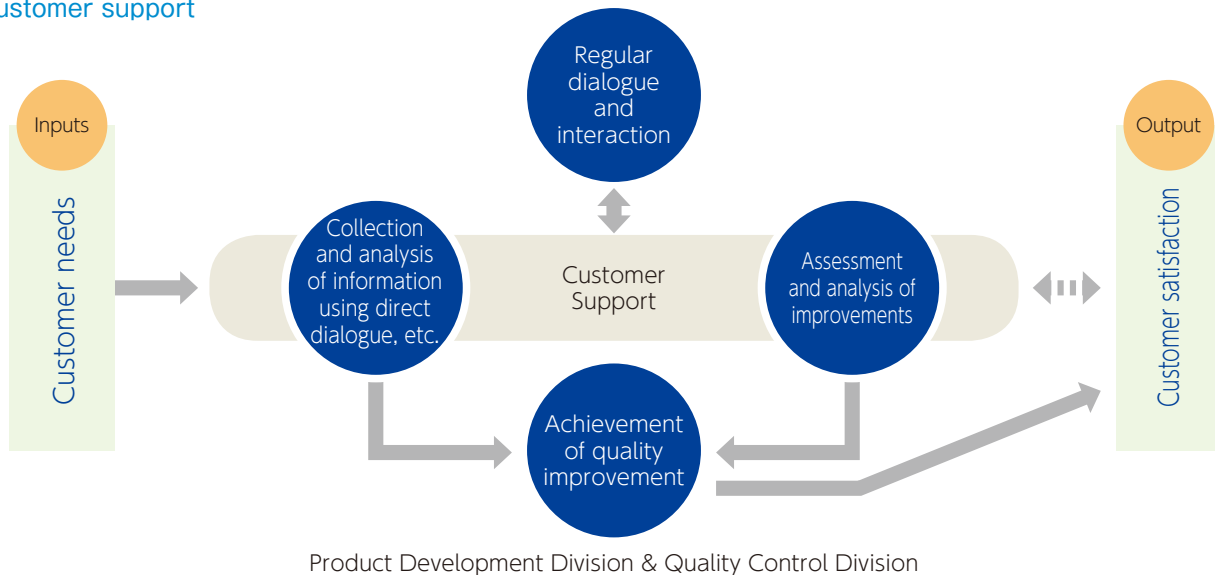 ustomer support
Regular
dialogue
and
interaction
Inputs
Customer needs
Collection
and analysis
of information
using direct
dialogue, etc.
Customer
Support
Assessment
and analysis of
improvements
Output
Customer satisfaction
Achievement
of quality
improvement
Product Development Division & Quality Control Division